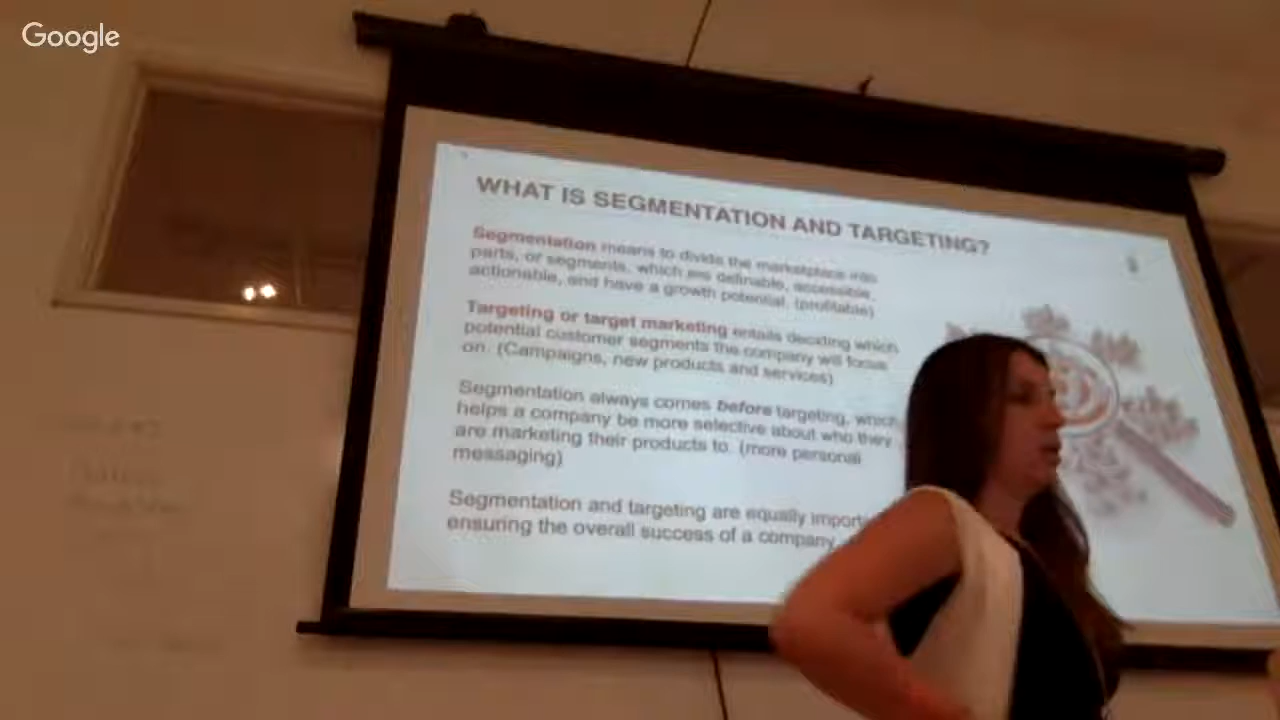 Google
WHAT IS SEGMENTATION AND TARGETING?
Segmentation means to divide the marketplace into
parts, or segments, which are definable, accessible,
actionable, and have a growth potential. (profitable)
Targeting or target marketing entails deciding which
potential customer segments the company will focus
on. (Campaigns, new products and services)
Segmentation always comes before targeting, which
helps a company be more selective about who they
are marketing their products to. (more personal
messaging)
Segmentation and targeting are equally
ensuring the overall success of a company